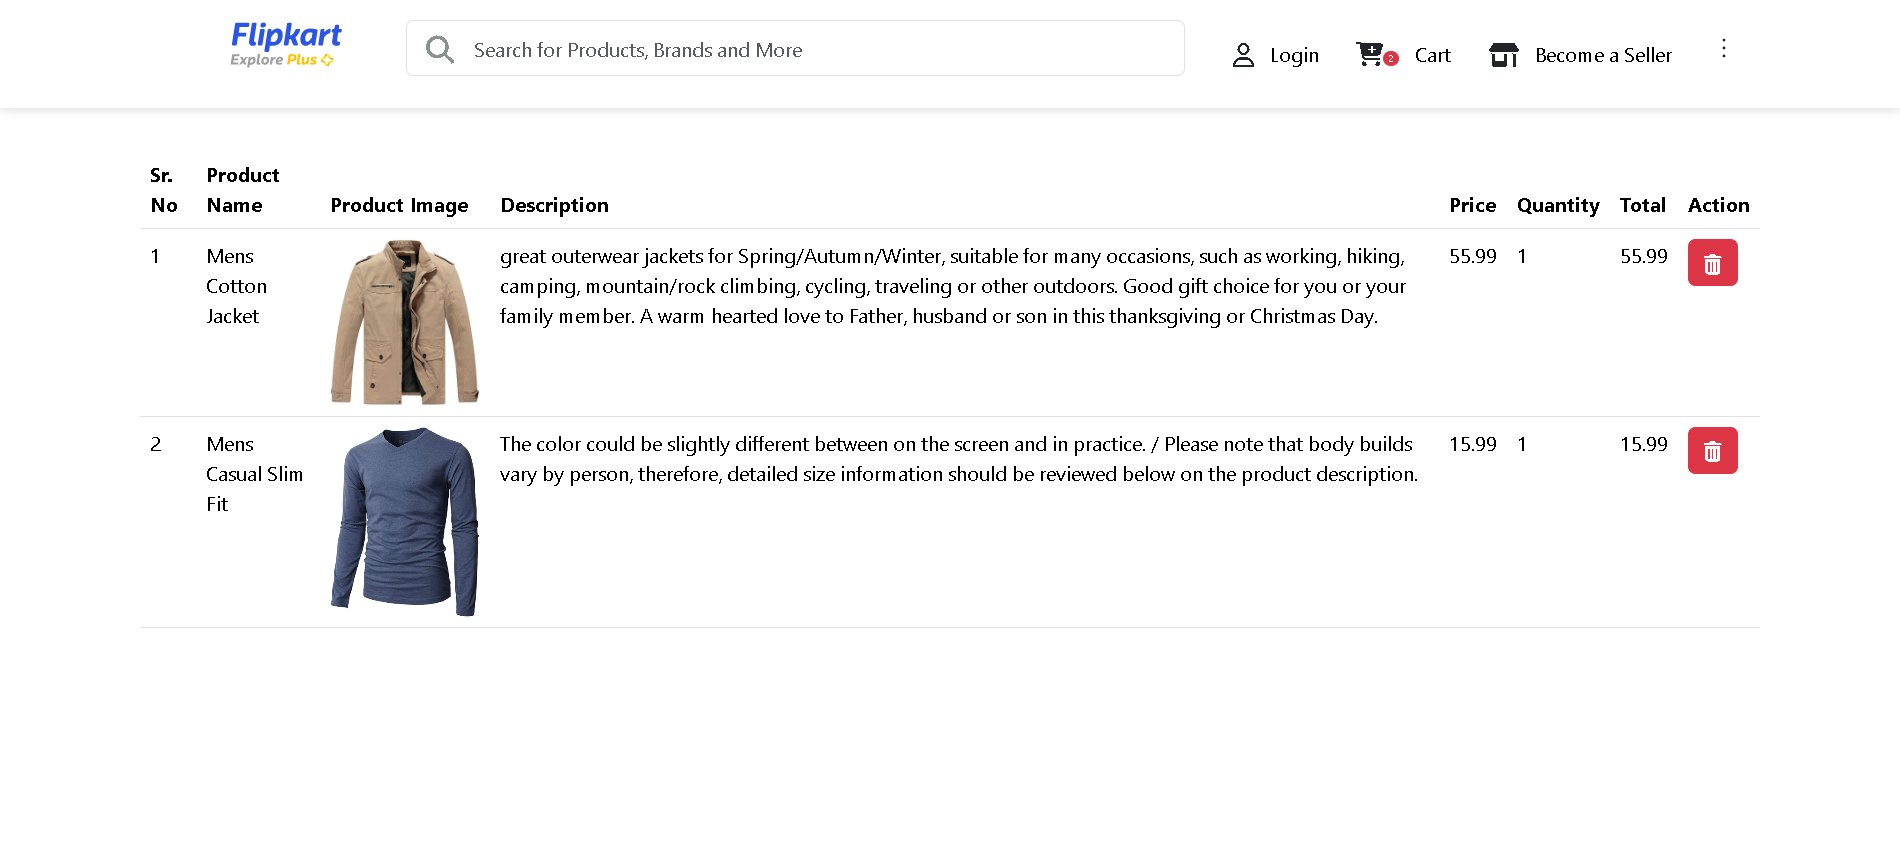 Flipkart
Explore Plus
Search for Products, Brands and More
Login
2
Cart
Become a Seller
Sr. No
Product Name
Product Image
Description
Price
Quantity
Total
Action
1
Mens
Cotton
Jacket
great outerwear jackets for Spring/Autumn/Winter, suitable for many occasions, such as working, hiking,
camping, mountain/rock climbing, cycling, traveling or other outdoors. Good gift choice for you or your
family member. A warm hearted love to Father, husband or son in this thanksgiving or Christmas Day.
55.99
1
55.99
2
Mens
Casual Slim
Fit
The color could be slightly different between on the screen and in practice. / Please note that body builds
vary by person, therefore, detailed size information should be reviewed below on the product description.
15.99
1
15.99